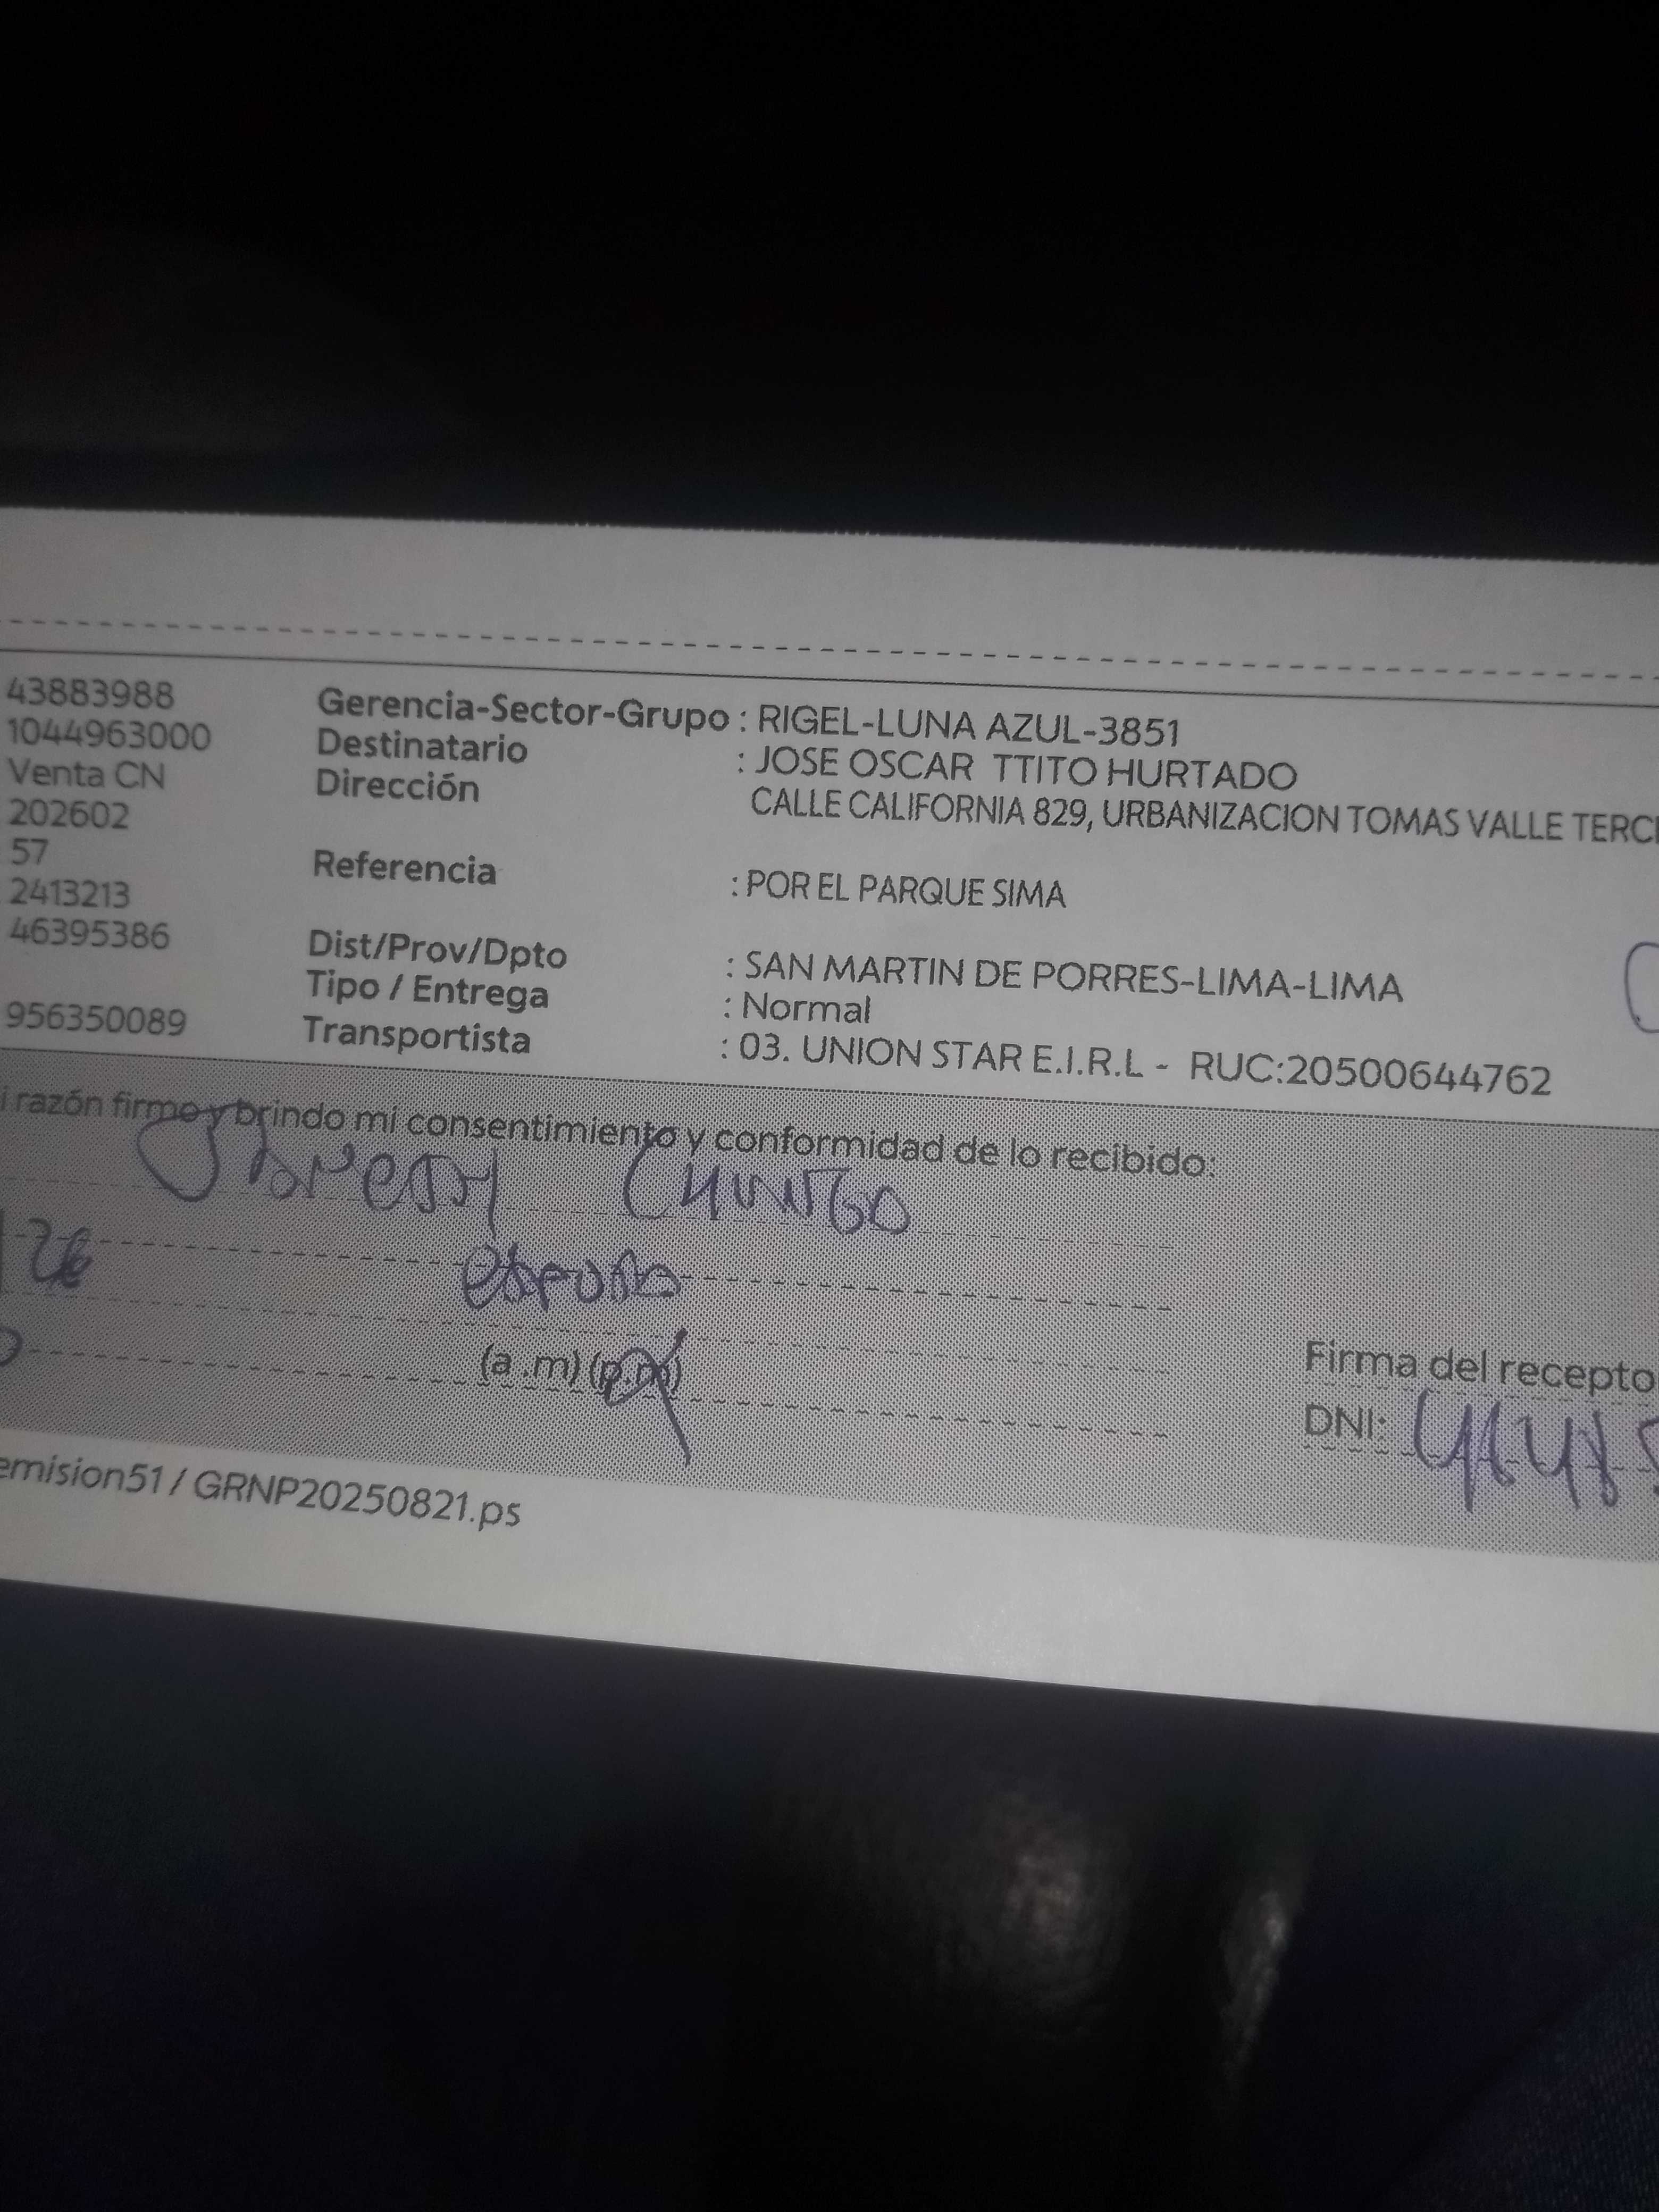 43883988 Gerencia-Sector-Grupo : RIGEL-LUNA AZUL-3851
1044963000 Destinatario : JOSE OSCAR TTITO HURTADO
Venta CN Dirección CALLE CALIFORNIA 829, URBANIZACION TOMAS VALLE TERC
202602
57 Referencia : POR EL PARQUE SIMA
2413213
46395386 Dist/Prov/Dpto : SAN MARTIN DE PORRES-LIMA-LIMA
Tipo / Entrega : Normal
956350089 Transportista : 03. UNION STAR E.I.R.L - RUC:20500644762
i razón firmo y brindo mi consentimiento y conformidad de lo recibido:
26
(a.m) (p.m)
Firma del recepto
DNI:
emision51 / GRNP20250821.ps